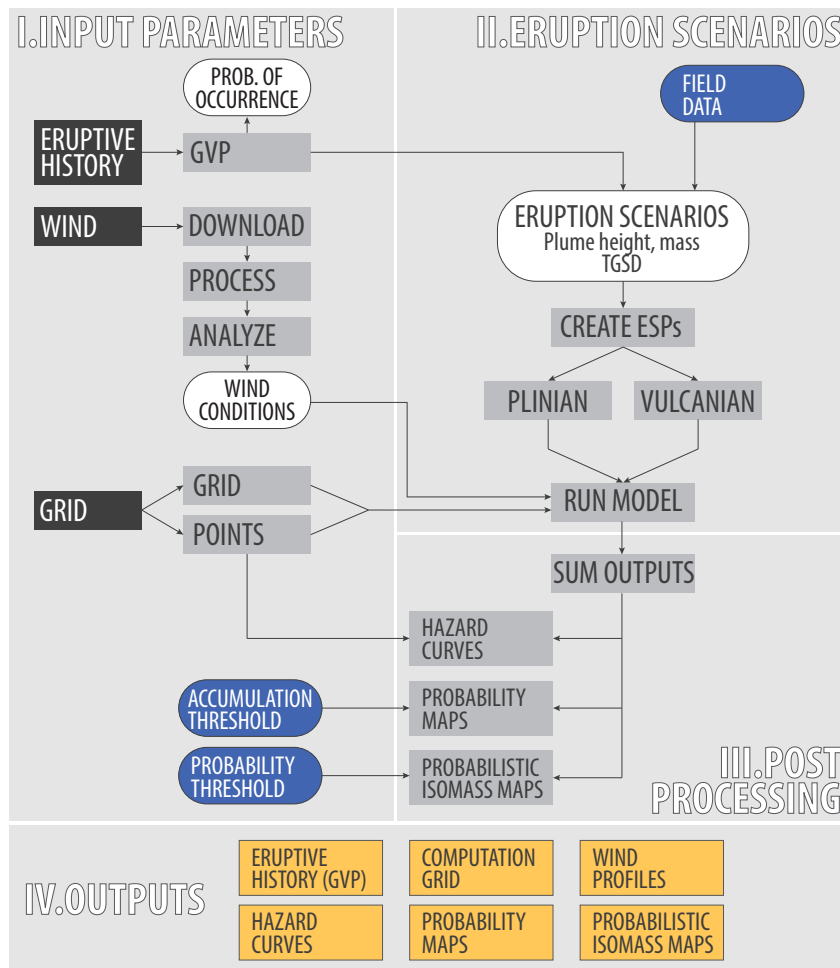 I.INPUT PARAMETERS
II.ERUPTION SCENARIOS
PROB. OF
OCCURRENCE
FIELD
DATA
ERUPTIVE
HISTORY
GVP
WIND
DOWNLOAD
ERUPTION SCENARIOS
Plume height, mass
TGSD
PROCESS
ANALYZE
CREATE ESPs
WIND
CONDITIONS
PLINIAN
VULCANIAN
GRID
GRID
POINTS
RUN MODEL
SUM OUTPUTS
HAZARD
CURVES
ACCUMULATION
THRESHOLD
PROBABILITY
MAPS
PROBABILITY
THRESHOLD
PROBABILISTIC
ISOMASS MAPS
III.POST
PROCESSING
IV.OUTPUTS
ERUPTIVE
HISTORY (GVP)
COMPUTATION
GRID
WIND
PROFILES
HAZARD
CURVES
PROBABILITY
MAPS
PROBABILISTIC
ISOMASS MAPS